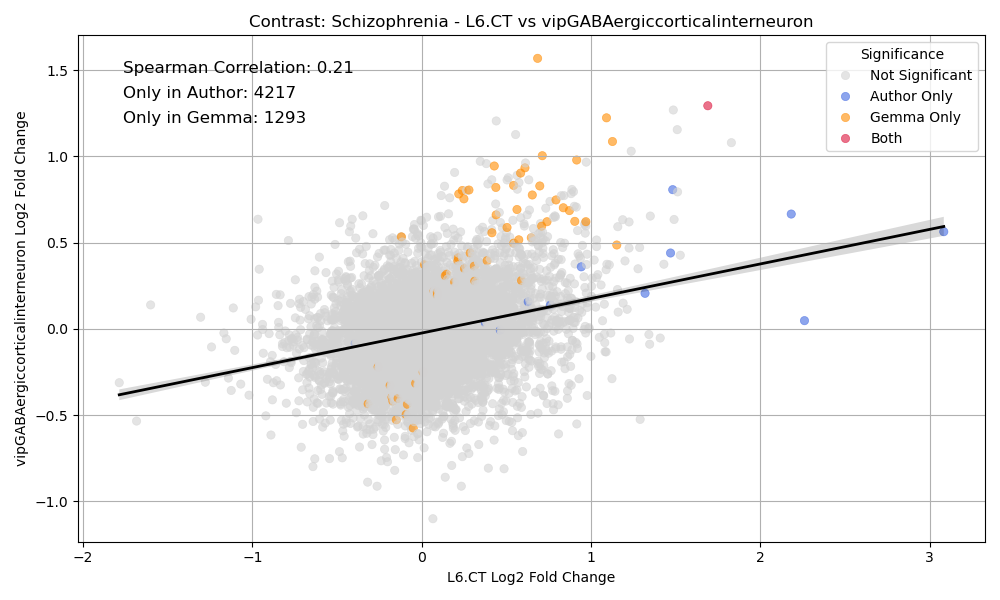 Contrast: Schizophrenia - L6.CT vs vipGABAergiccorticalinterneuron
Spearman Correlation: 0.21
Only in Author: 4217
Only in Gemma: 1293
Significance
Not Significant
Author Only
Gemma Only
Both
vipGABAergiccorticalinterneuron Log2 Fold Change
1.5
1.0
0.5
0.0
−0.5
−1.0
−2
−1
0
1
2
3
L6.CT Log2 Fold Change